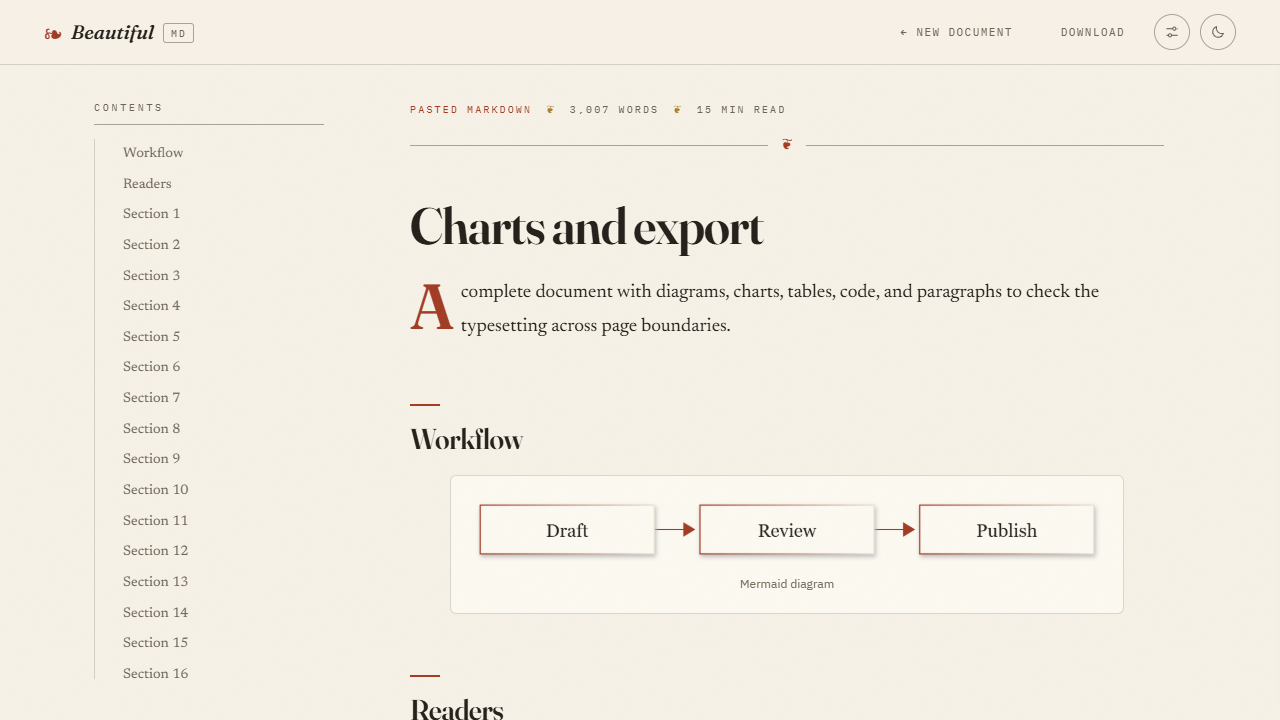 ❧ Beautiful MD
← NEW DOCUMENT
DOWNLOAD
CONTENTS
Workflow
Readers
Section 1
Section 2
Section 3
Section 4
Section 5
Section 6
Section 7
Section 8
Section 9
Section 10
Section 11
Section 12
Section 13
Section 14
Section 15
Section 16
PASTED MARKDOWN ❦ 3,007 WORDS ❦ 15 MIN READ
❦
Charts and export
A complete document with diagrams, charts, tables, code, and paragraphs to check the
typesetting across page boundaries.
Workflow
Draft
Review
Publish
Mermaid diagram
Readers